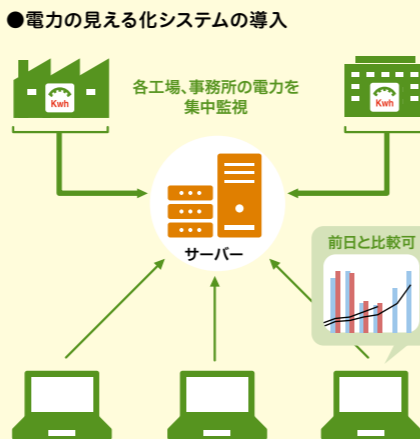 ●電力の見える化システムの導入
各工場、事務所の電力を
集中監視
Kwh
Kwh
サーバー
前日と比較可